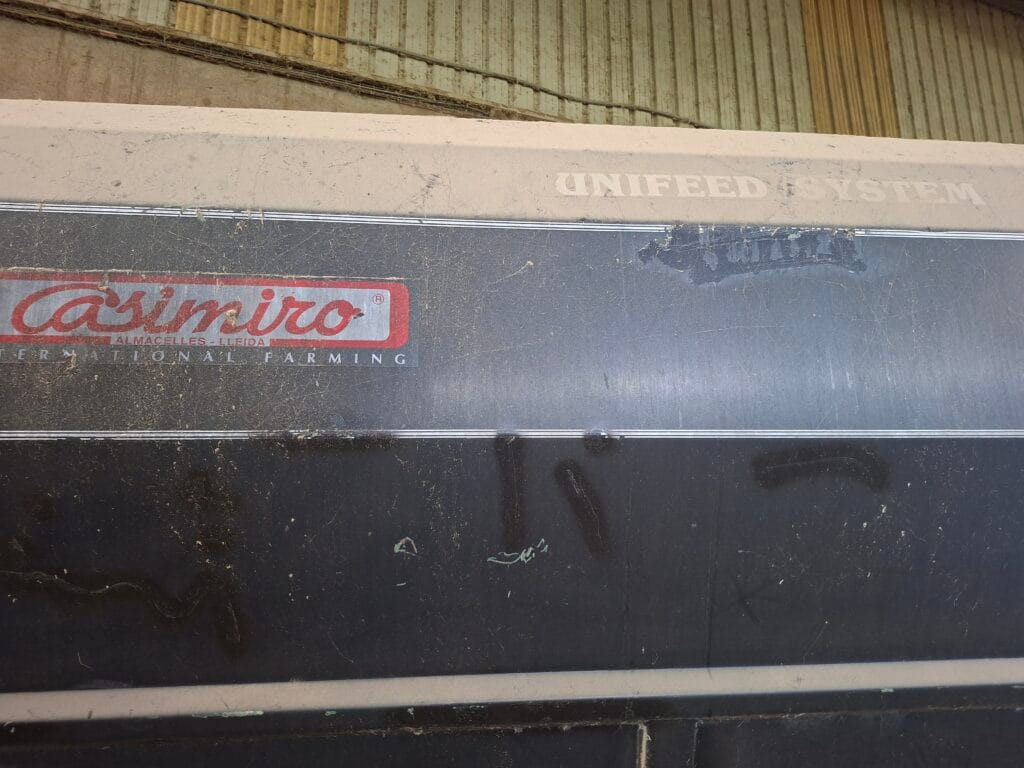 UNIFEED SYSTEM
Casimiro ®
ALMACELLES - LLEIDA
TERNATIONAL FARMING